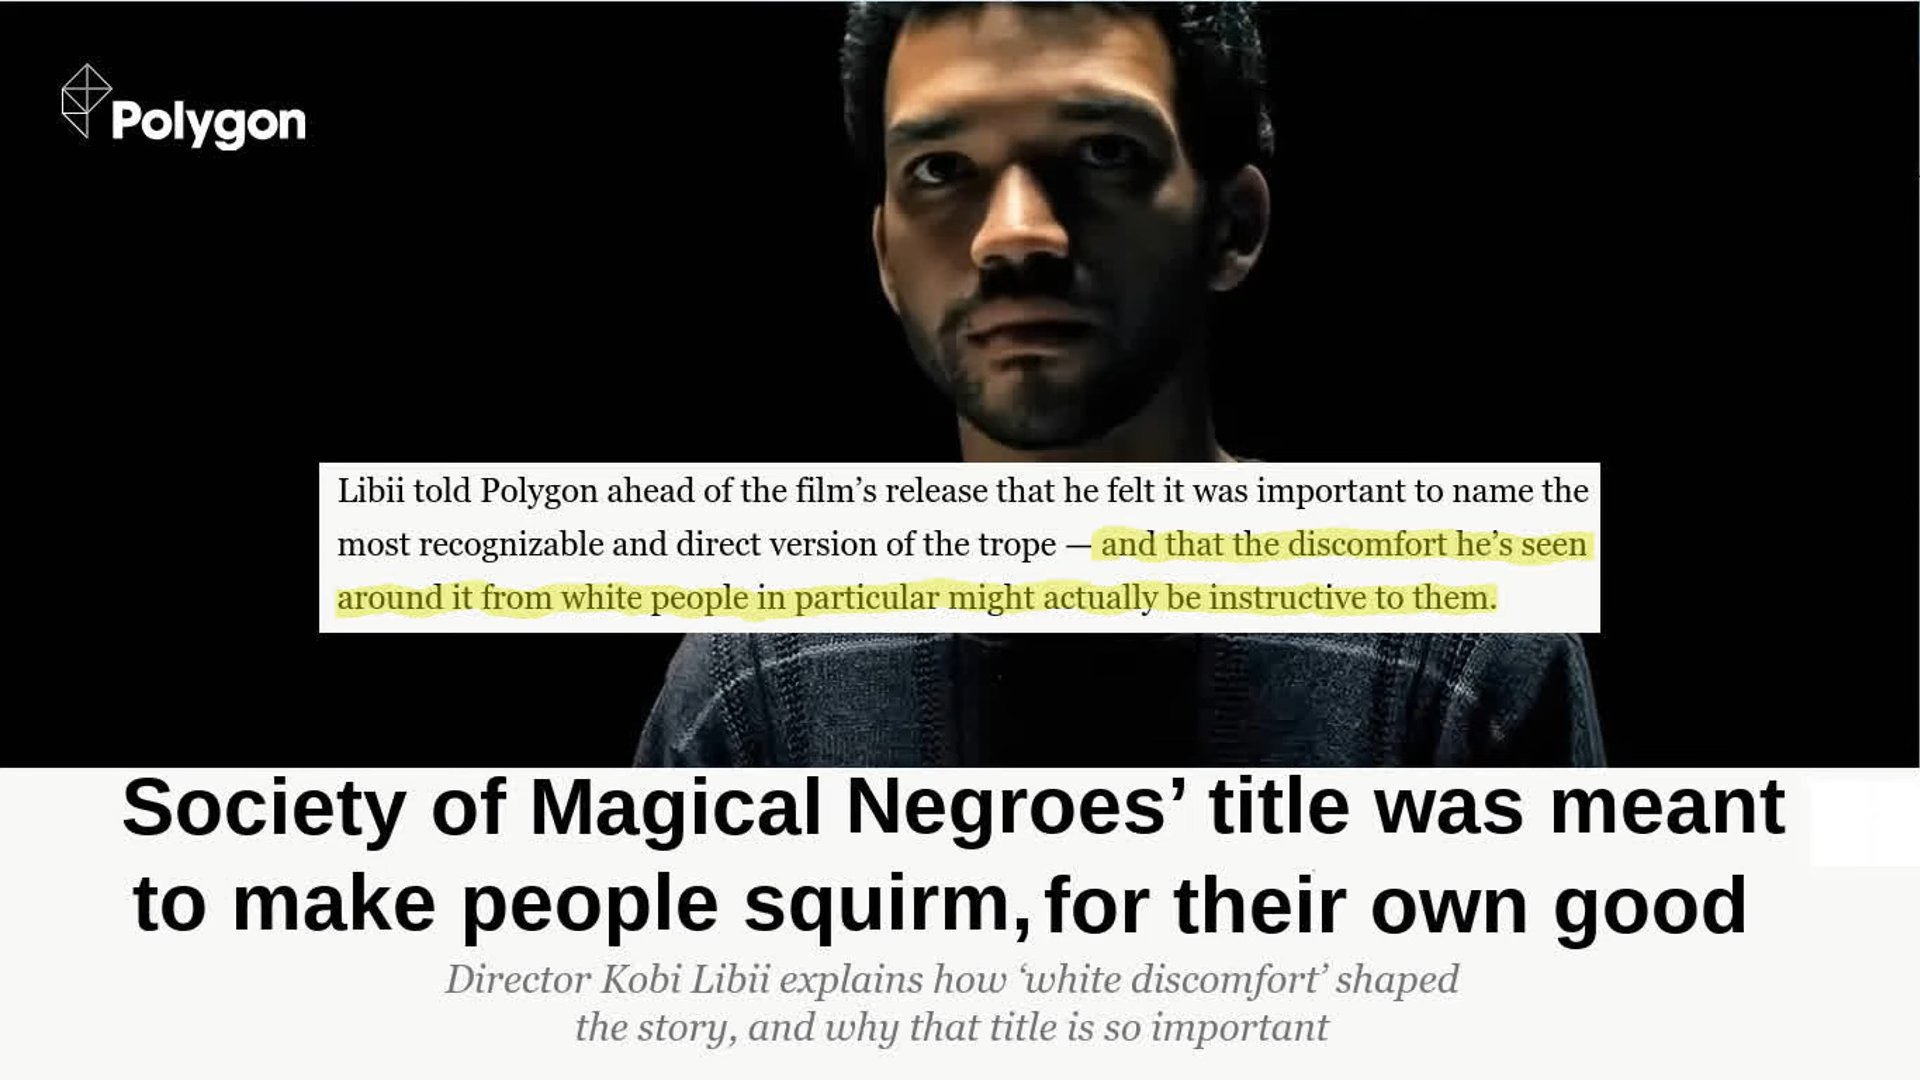 Polygon
Libii told Polygon ahead of the film’s release that he felt it was important to name the
most recognizable and direct version of the trope — and that the discomfort he’s seen
around it from white people in particular might actually be instructive to them.
Society of Magical Negroes’ title was meant
to make people squirm, for their own good
Director Kobi Libii explains how ‘white discomfort’ shaped
the story, and why that title is so important